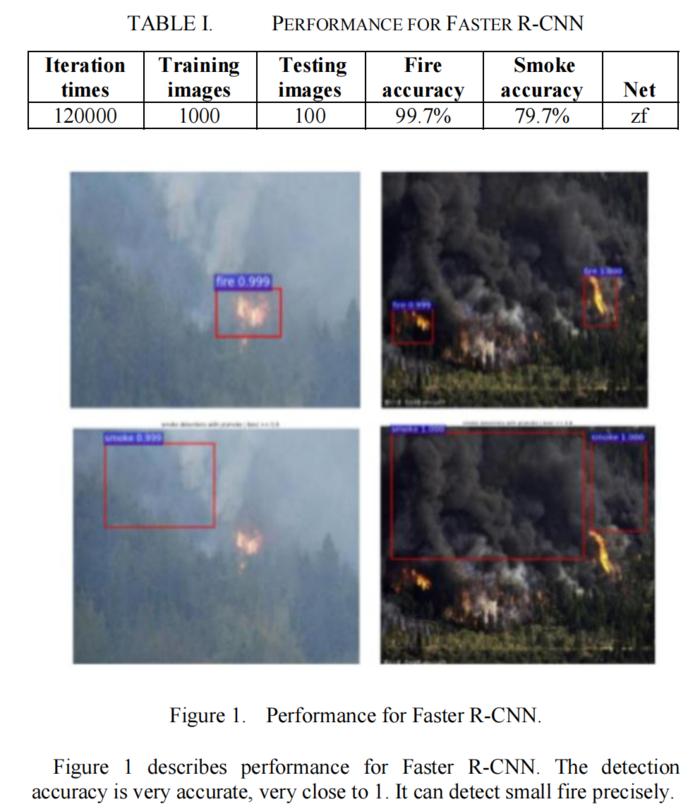 TABLE I. PERFORMANCE FOR FASTER R-CNN
Iteration times Training images Testing images Fire accuracy Smoke accuracy Net
120000 1000 100 99.7% 79.7% zf
fire 0.999
fire 1.000
fire 0.999
smoke 0.999
smoke 1.000
smoke 1.000
Figure 1. Performance for Faster R-CNN.
Figure 1 describes performance for Faster R-CNN. The detection
accuracy is very accurate, very close to 1. It can detect small fire precisely.